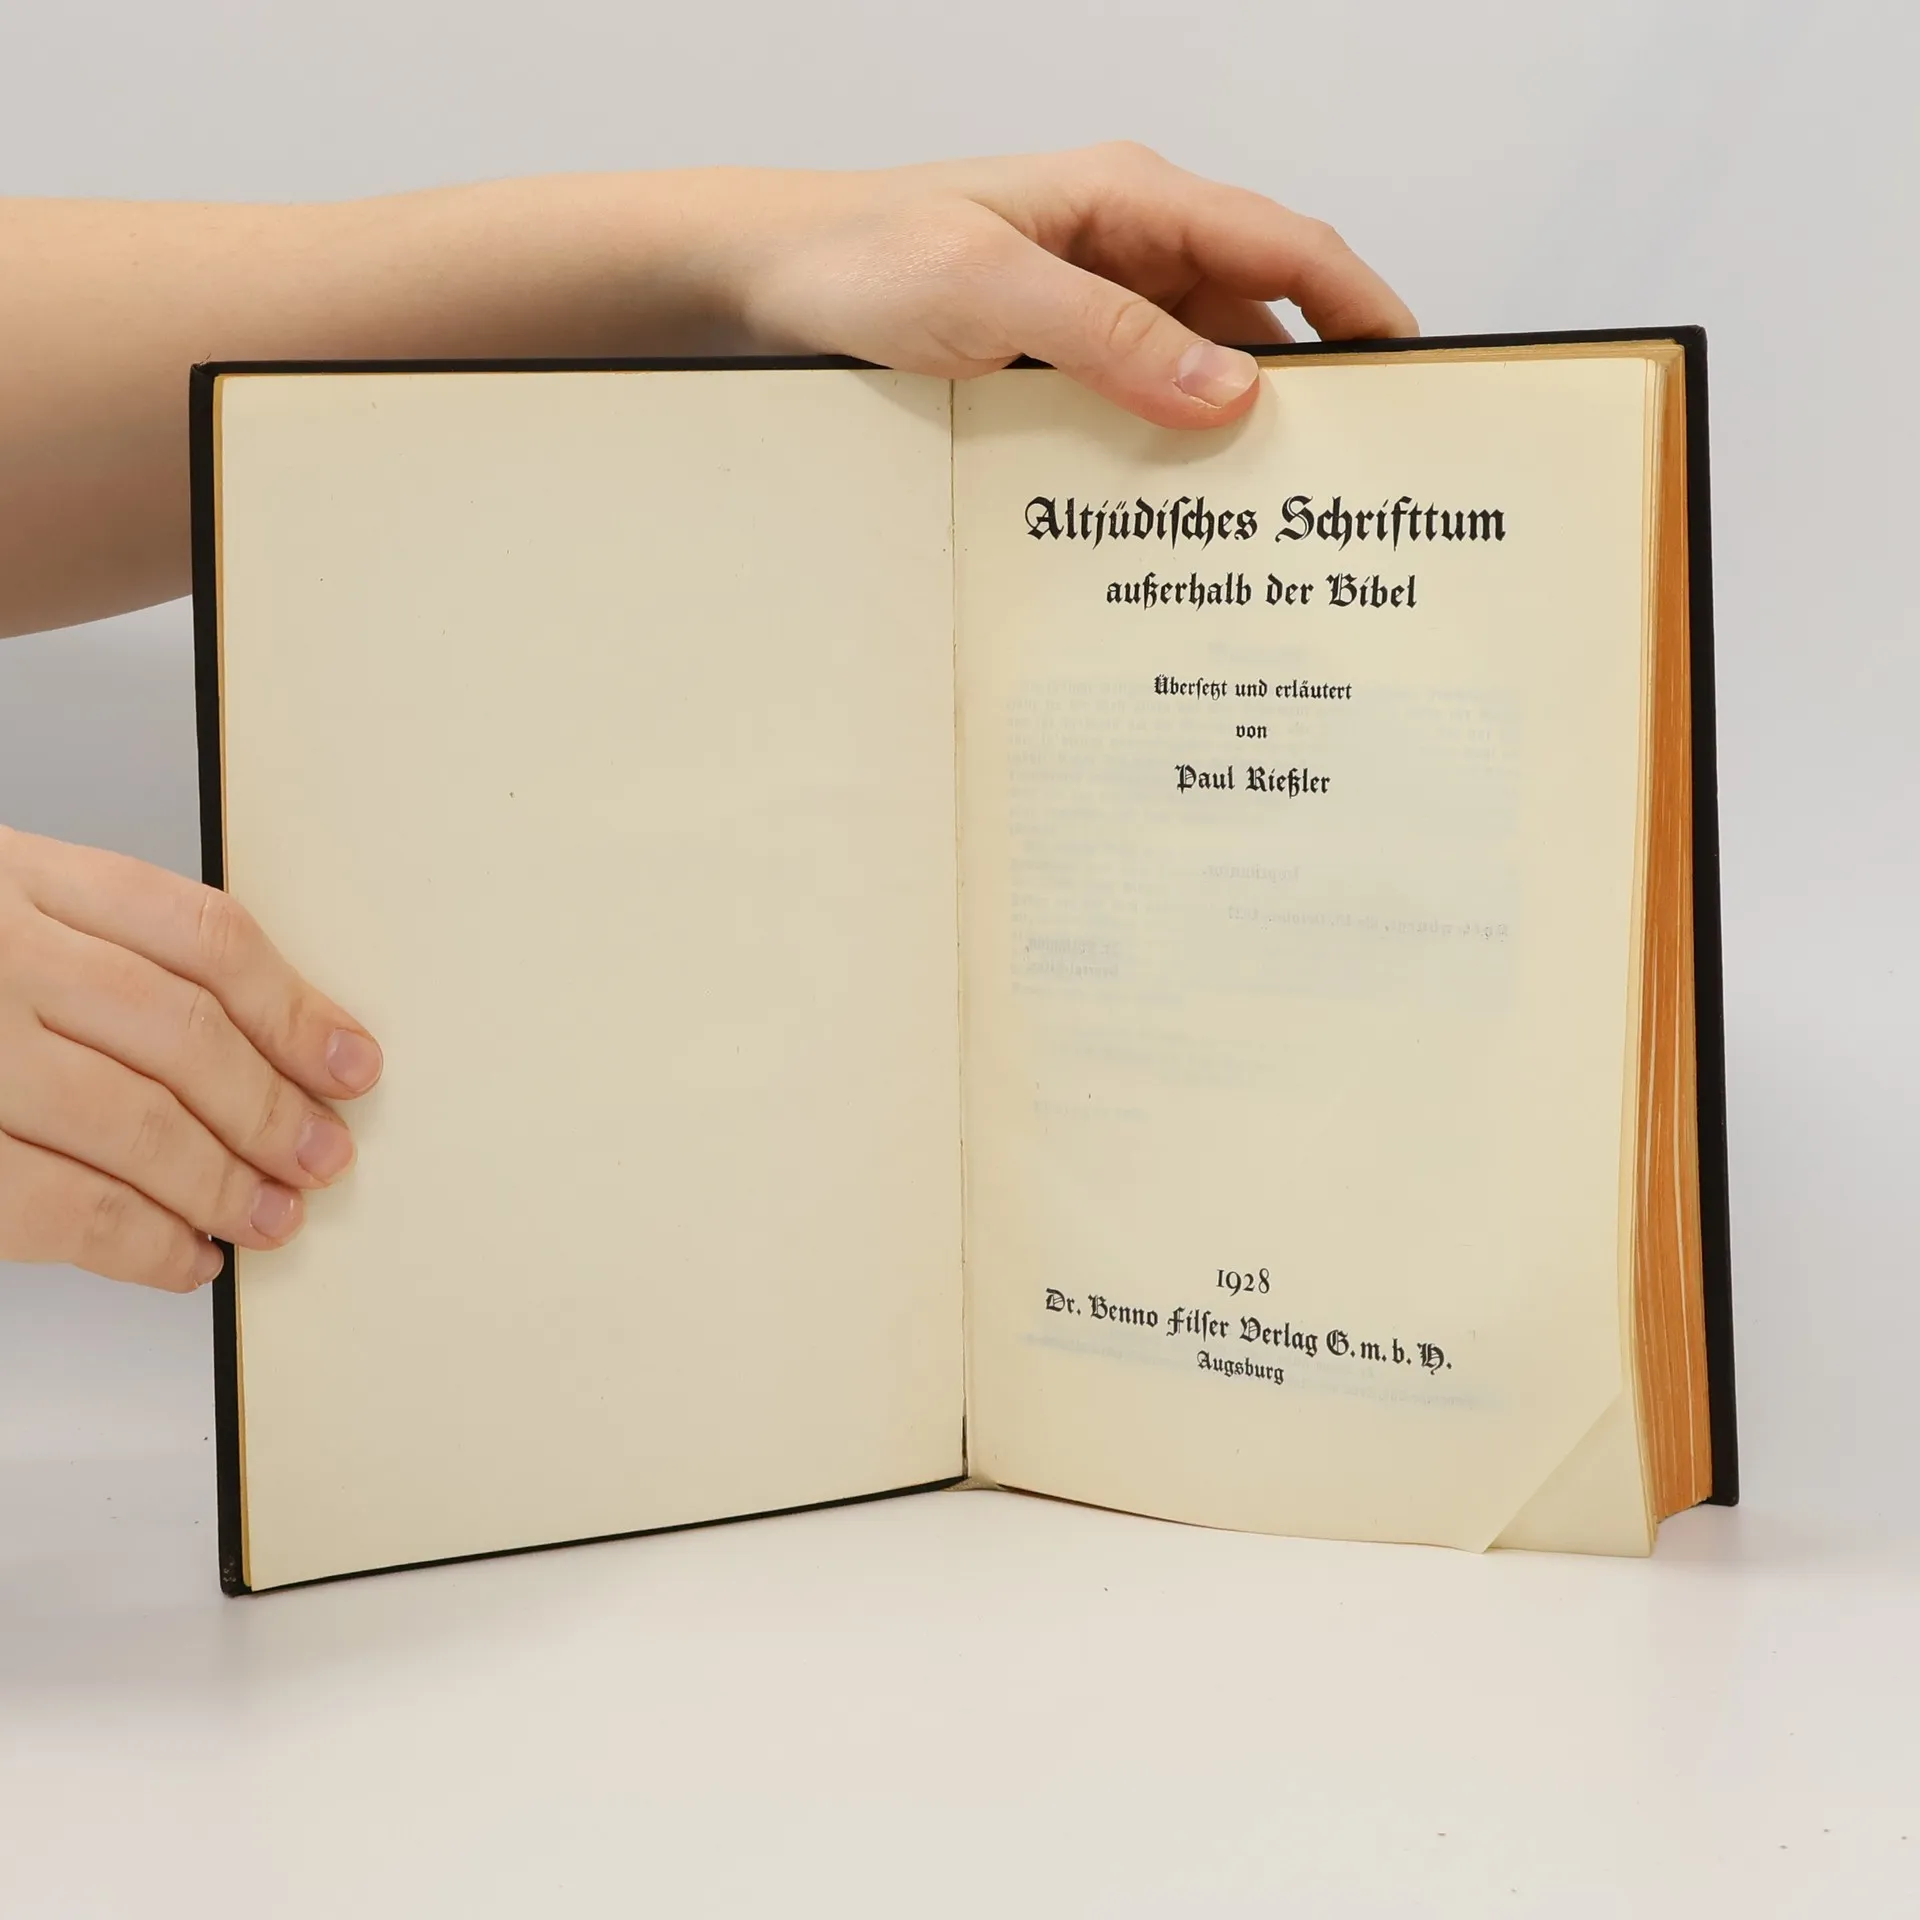 Altjüdiſches Schrifttum
außerhalb der Bibel
Überſetzt und erläutert
von
Paul Rießler
1928
Dr. Benno Filſer Verlag G.m.b.H.
Augsburg